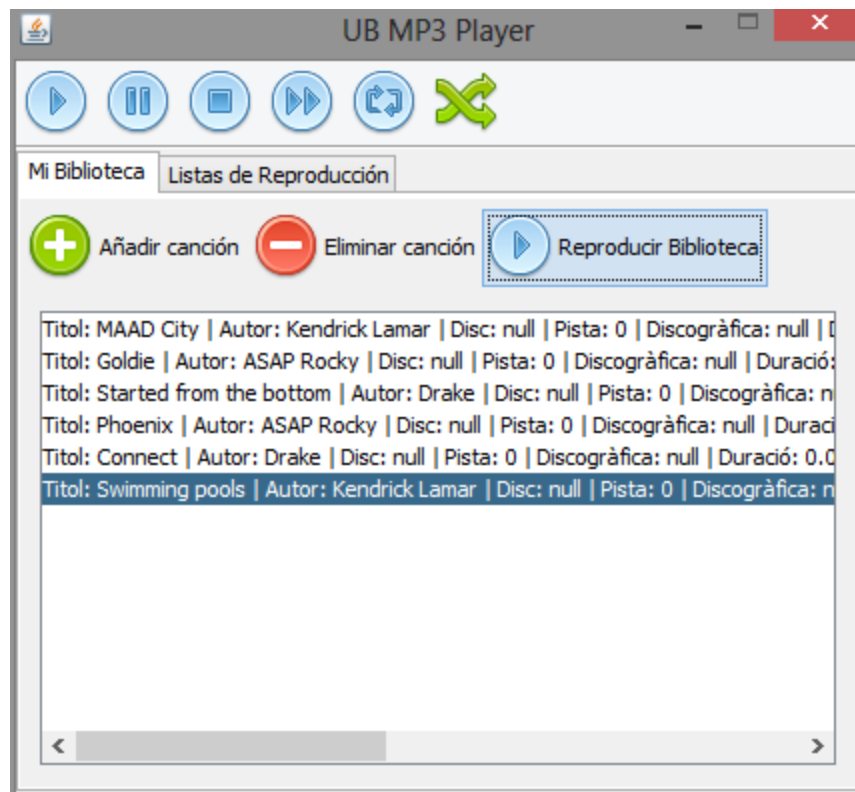 UB MP3 Player
Mi Biblioteca Listas de Reproducción
Añadir canción Eliminar canción Reproducir Biblioteca
Titol: MAAD City | Autor: Kendrick Lamar | Disc: null | Pista: 0 | Discogràfica: null |
Titol: Goldie | Autor: ASAP Rocky | Disc: null | Pista: 0 | Discogràfica: null | Duració:
Titol: Started from the bottom | Autor: Drake | Disc: null | Pista: 0 | Discogràfica:
Titol: Phoenix | Autor: ASAP Rocky | Disc: null | Pista: 0 | Discogràfica: null | Duraci
Titol: Connect | Autor: Drake | Disc: null | Pista: 0 | Discogràfica: null | Duració: 0.0
Titol: Swimming pools | Autor: Kendrick Lamar | Disc: null | Pista: 0 | Discogràfica: n